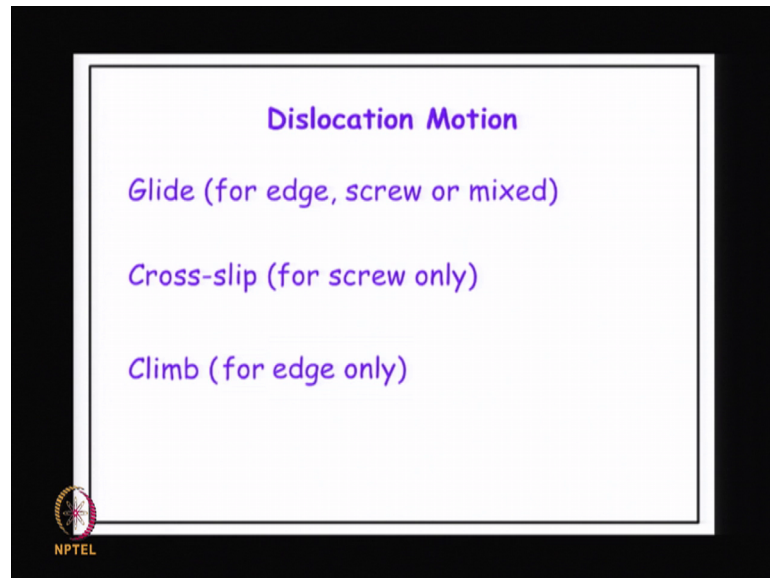 Dislocation Motion
Glide (for edge, screw or mixed)
Cross-slip (for screw only)
Climb (for edge only)
NPTEL